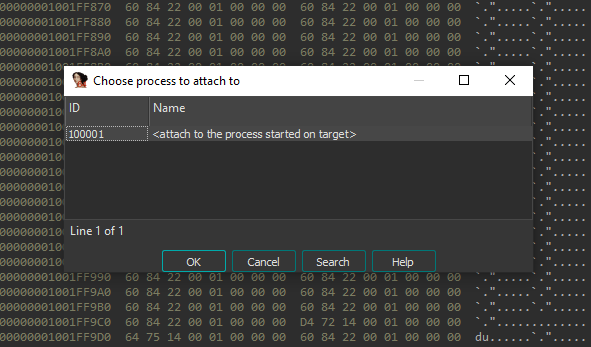 00000001001FF870 60 84 22 00 01 00 00 00 60 84 22 00 01 00 00 00 `.".....`.".....
00000001001FF880 60 84 22 00 01 00 00 00 60 84 22 00 01 00 00 00 `.".....`.".....
00000001001FF890 60 84 22 00 01 00 00 00 60 84 22 00 01 00 00 00 `.".....`.".....
00000001001FF8A0 60 84 22 00 01 00 00 00 60 84 22 00 01 00 00 00 `.".....`.".....
Choose process to attach to
ID Name
100001 <attach to the process started on target>
Line 1 of 1
OK Cancel Search Help
00000001001FF990 60 84 22 00 01 00 00 00 60 84 22 00 01 00 00 00 `.".....`.".....
00000001001FF9A0 60 84 22 00 01 00 00 00 60 84 22 00 01 00 00 00 `.".....`.".....
00000001001FF9B0 60 84 22 00 01 00 00 00 60 84 22 00 01 00 00 00 `.".....`.".....
00000001001FF9C0 60 84 22 00 01 00 00 00 D4 72 14 00 01 00 00 00
00000001001FF9D0 64 75 14 00 01 00 00 00 60 84 22 00 01 00 00 00 du......`.".....